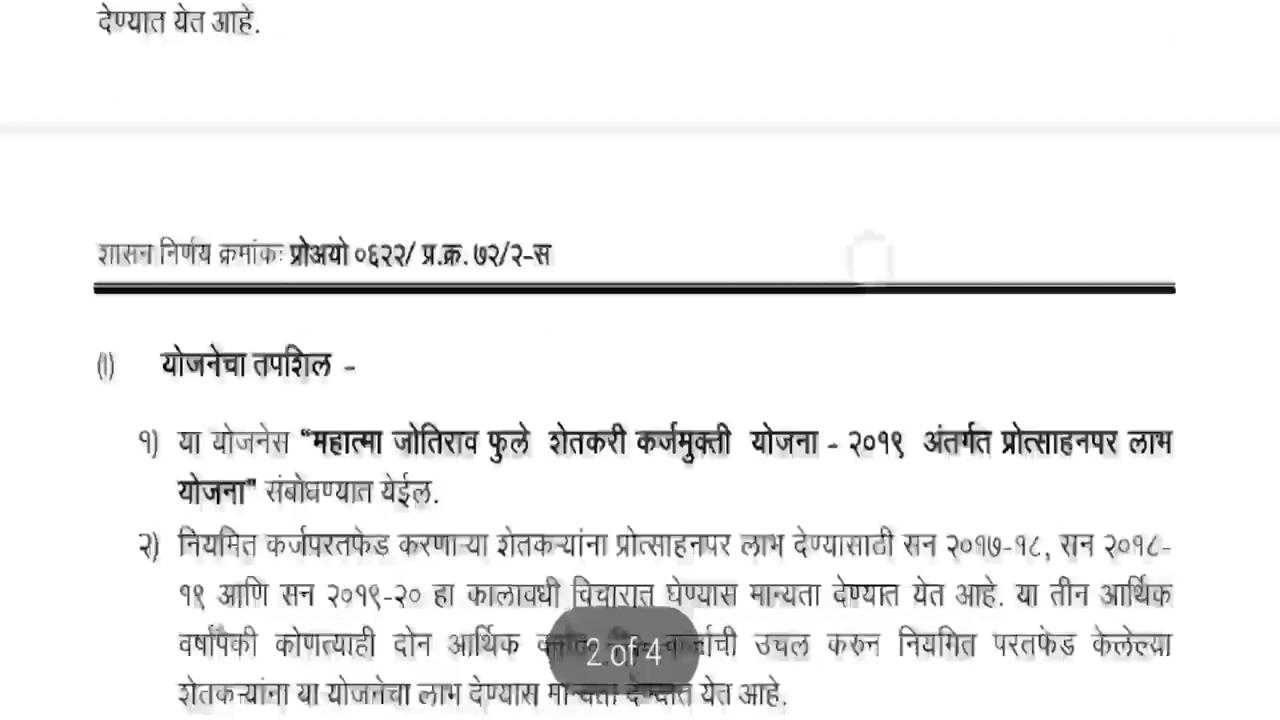 देण्यात येत आहे.
शासन निर्णय क्रमांकः प्रोअयो ०६२२/ प्र.क्र. ७२/२-स
(I) योजनेचा तपशिल -
१) या योजनेस “महात्मा जोतिराव फुले शेतकरी कर्जमुक्ती योजना - २०१९ अंतर्गत प्रोत्साहनपर लाभ
योजना" संबोधण्यात येईल.
२) नियमित कर्जपरतफेड करणाऱ्या शेतकऱ्यांना प्रोत्साहनपर लाभ देण्यासाठी सन २०१७-१८, सन २०१८-
१९ आणि सन २०१९-२० हा कालावधी विचारात घेण्यास मान्यता देण्यात येत आहे. या तीन आर्थिक
वर्षांपैकी कोणत्याही दोन आर्थिक उचल करुन नियमित परतफेड केलेल्या
शेतकऱ्यांना या योजनेचा लाभ देण्यास मान्यता देण्यात येत आहे.
2 of 4